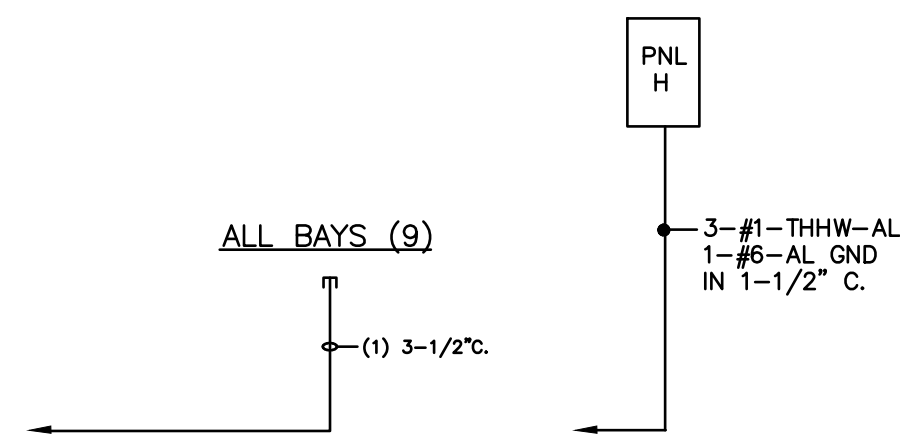 PNL
H
ALL BAYS (9)
3-#1-THHW-AL
1-#6-AL GND
IN 1-1/2" C.
(1) 3-1/2"C.